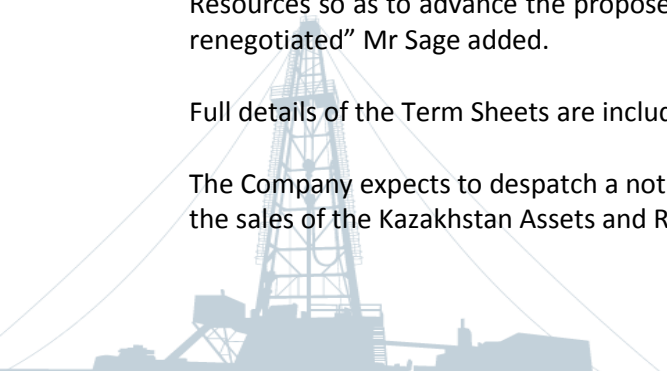 Resources so as to advance the propose
renegotiated” Mr Sage added.
Full details of the Term Sheets are includ
The Company expects to despatch a not
the sales of the Kazakhstan Assets and R